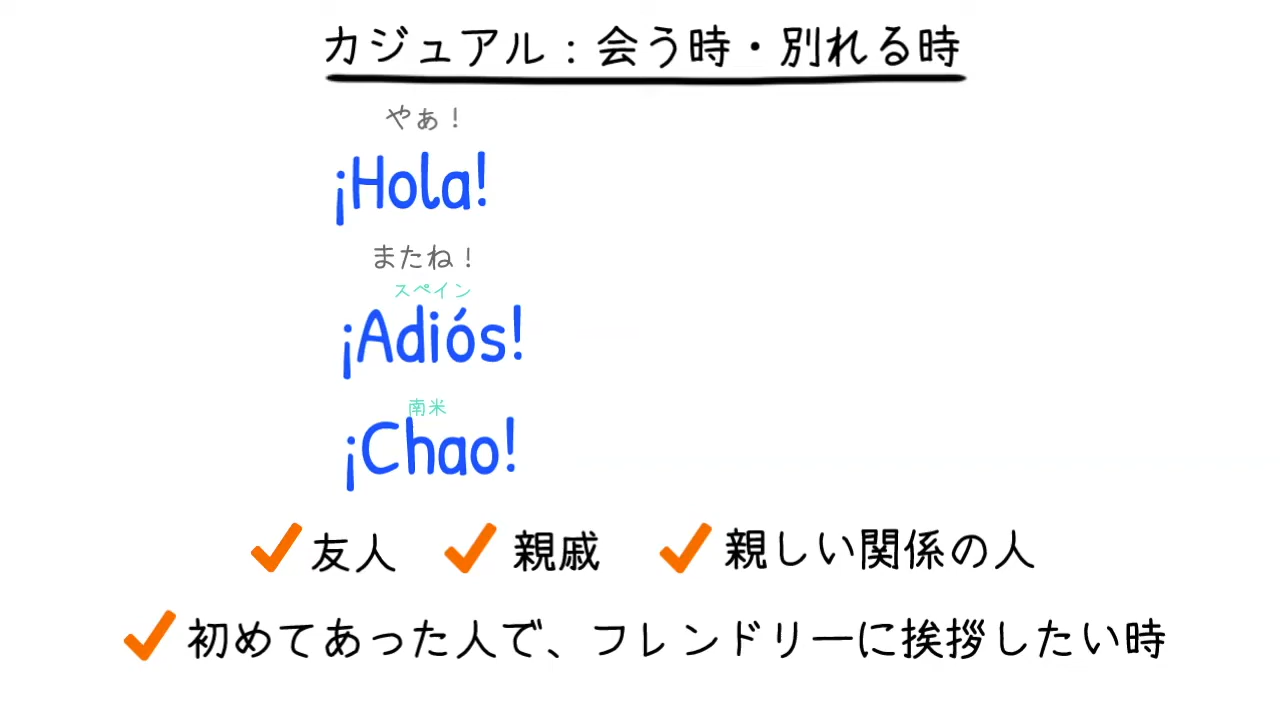 カジュアル：会う時・別れる時
やぁ！
¡Hola!
またね！
スペイン
¡Adiós!
南米
¡Chao!
友人 親戚 親しい関係の人
初めてあった人で、フレンドリーに挨拶したい時